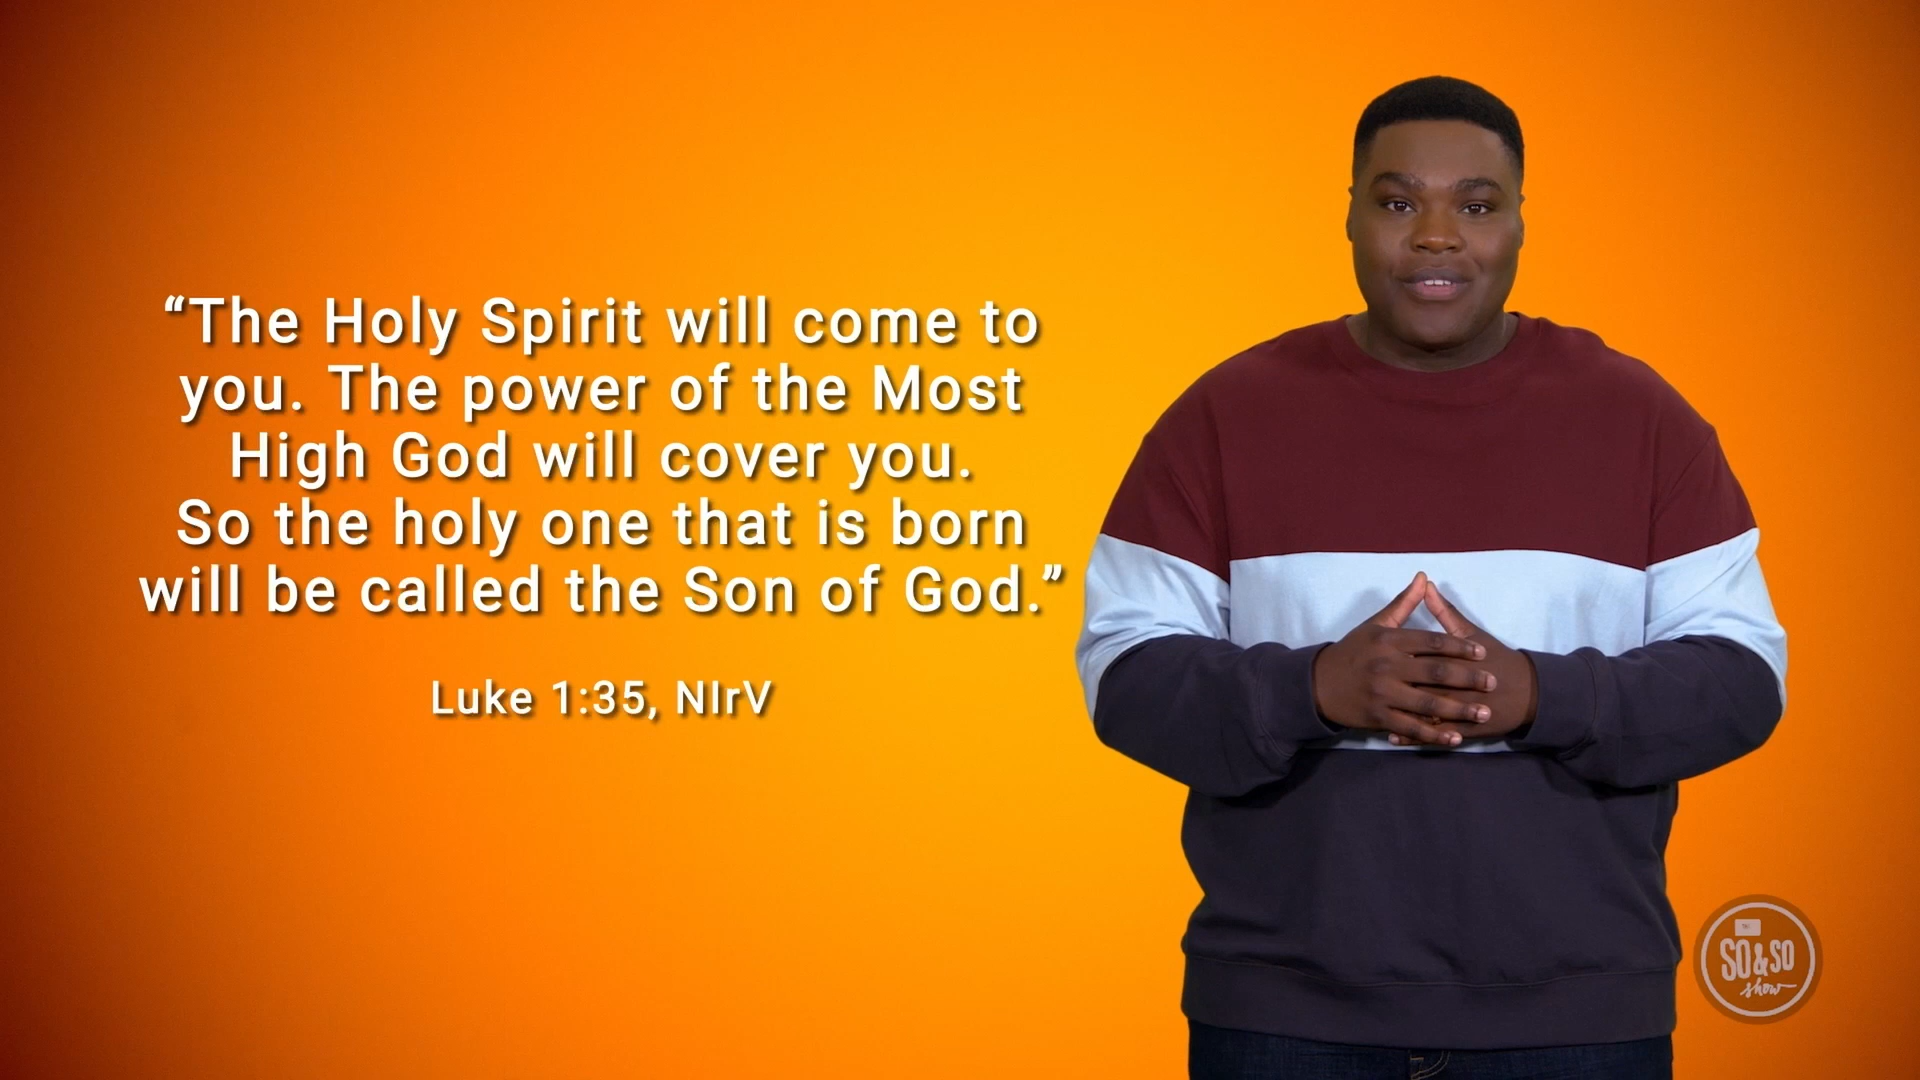 “The Holy Spirit will come to
you. The power of the Most
High God will cover you.
So the holy one that is born
will be called the Son of God.”
Luke 1:35, NIrV
SO & SO
show